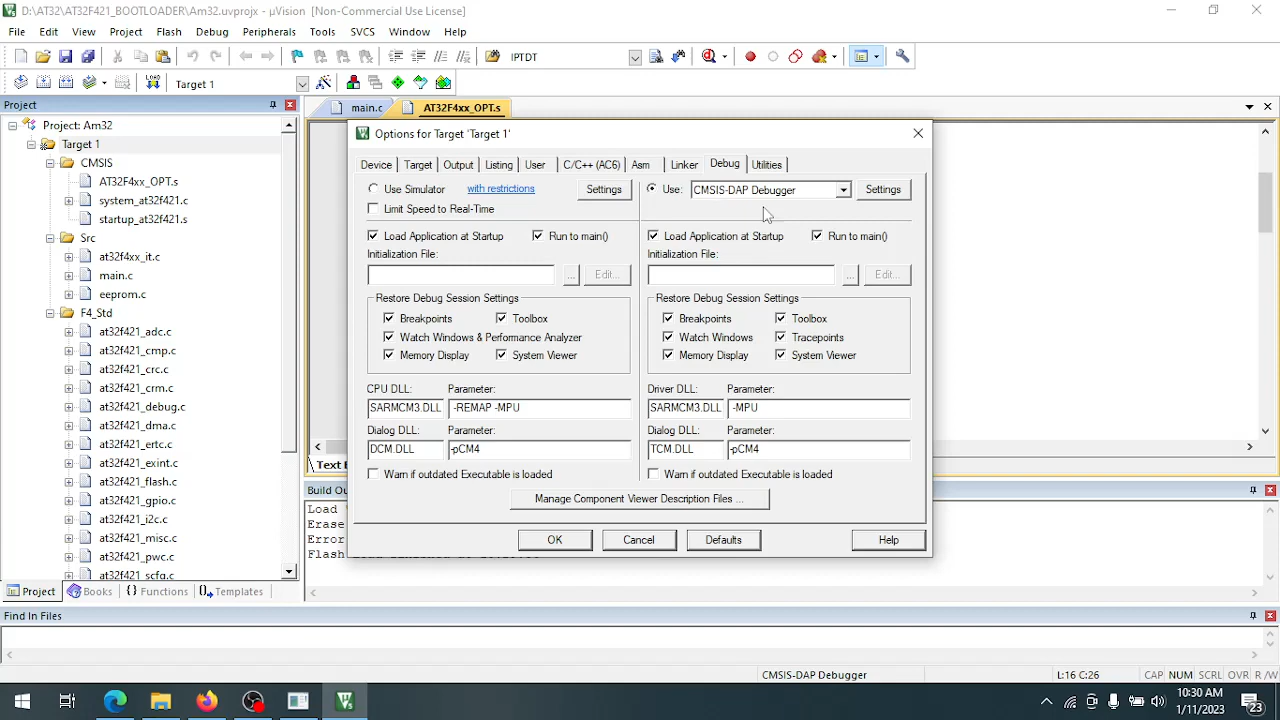 D:\AT32\AT32F421_BOOTLOADER\Am32.uvprojx - µVision [Non-Commercial Use License]
File Edit View Project Flash Debug Peripherals Tools SVCS Window Help
IPTDT
LOAD Target 1
Project
main.c AT32F4xx_OPT.s
Project: Am32
Target 1
CMSIS
AT32F4xx_OPT.s
system_at32f421.c
startup_at32f421.s
Src
at32f4xx_it.c
main.c
eeprom.c
F4_Std
at32f421_adc.c
at32f421_cmp.c
at32f421_crc.c
at32f421_crm.c
at32f421_debug.c
at32f421_dma.c
at32f421_ertc.c
at32f421_exint.c
at32f421_flash.c
at32f421_gpio.c
at32f421_i2c.c
at32f421_misc.c
at32f421_pwc.c
at32f421_scfg.c
Project Books {} Functions Templates
Options for Target 'Target 1'
Device Target Output Listing User C/C++ (AC6) Asm Linker Debug Utilities
Use Simulator with restrictions Settings Use: CMSIS-DAP Debugger Settings
Limit Speed to Real-Time
Load Application at Startup Run to main() Load Application at Startup Run to main()
Initialization File: Initialization File:
... Edit... ... Edit...
Restore Debug Session Settings Restore Debug Session Settings
Breakpoints Toolbox Breakpoints Toolbox
Watch Windows & Performance Analyzer Watch Windows Tracepoints
Memory Display System Viewer Memory Display System Viewer
CPU DLL: Parameter: Driver DLL: Parameter:
SARMCM3.DLL -REMAP -MPU SARMCM3.DLL -MPU
Dialog DLL: Parameter: Dialog DLL: Parameter:
DCM.DLL -pCM4 TCM.DLL -pCM4
Warn if outdated Executable is loaded Warn if outdated Executable is loaded
Manage Component Viewer Description Files ...
OK Cancel Defaults Help
Build Ou
Load
Erase
Error
Find In Files
CMSIS-DAP Debugger L:16 C:26 CAP NUM SCRL OVR R/W
10:30 AM
1/11/2023
23